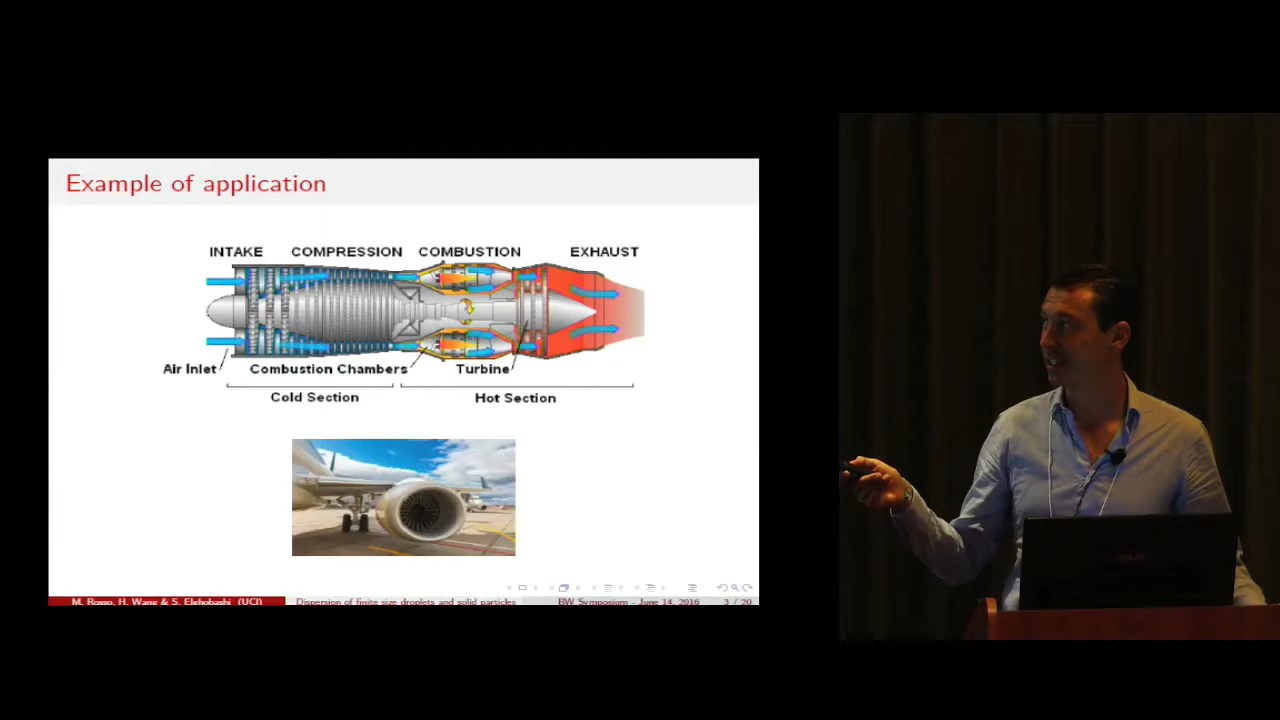 Example of application
INTAKE COMPRESSION COMBUSTION EXHAUST
Air Inlet Combustion Chambers Turbine
Cold Section Hot Section
M. Rosso, H. Wang & S. Elghobashi (UCI) Dispersion of finite size droplets and solid particles BW Symposium - June 14, 2016 3 / 20